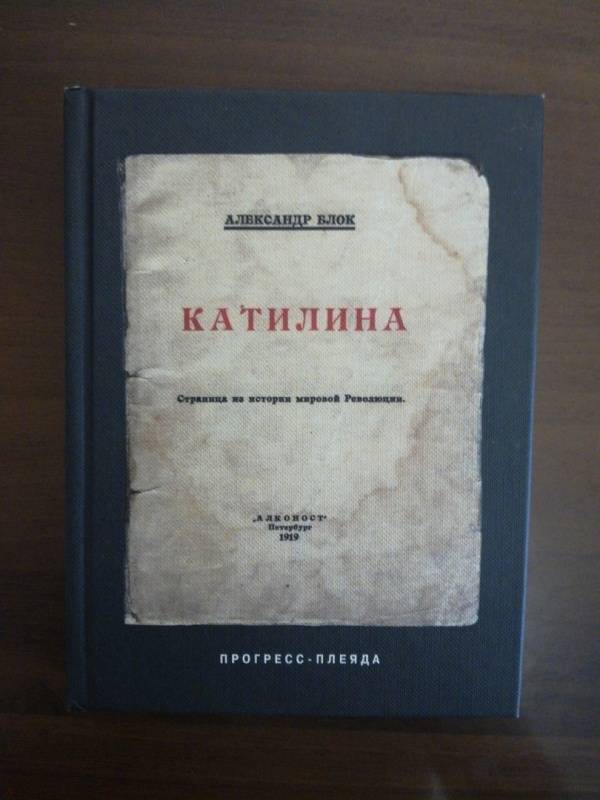 АЛЕКСАНДР БЛОК
КАТИЛИНА
Страница из истории мировой Революции.
„АЛКОНОСТ"
Петербург
1919
ПРОГРЕСС-ПЛЕЯДА